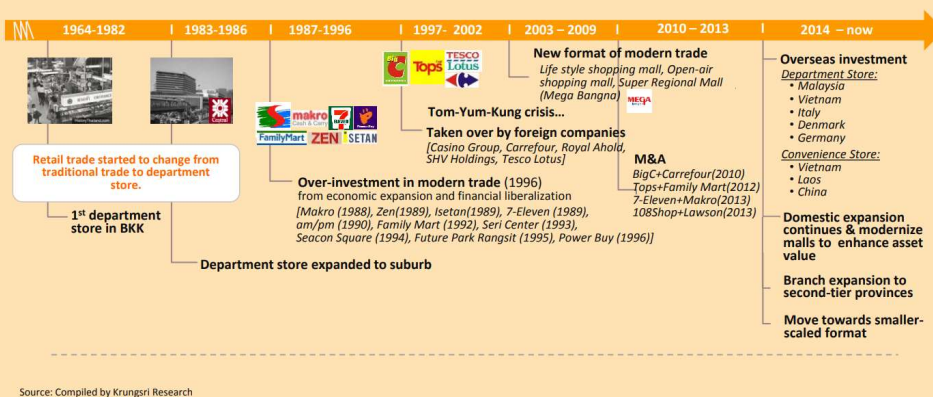 1964-1982
1983-1986
1987-1996
1997- 2002
2003 – 2009
2010 – 2013
2014 – now
Retail trade started to change from
traditional trade to department
store.
1st department
store in BKK
Central
Department store expanded to suburb
makro
Cash & Carry
7
ELEVEN
FamilyMart
ZEN
ISETAN
Over-investment in modern trade (1996)
from economic expansion and financial liberalization
[Makro (1988), Zen(1989), Isetan(1989), 7-Eleven (1989),
am/pm (1990), Family Mart (1992), Seri Center (1993),
Seacon Square (1994), Future Park Rangsit (1995), Power Buy (1996)]
Big
C
Tops
TESCO
Lotus
Carrefour
Tom-Yum-Kung crisis…
Taken over by foreign companies
[Casino Group, Carrefour, Royal Ahold,
SHV Holdings, Tesco Lotus]
New format of modern trade
Life style shopping mall, Open-air
shopping mall, Super Regional Mall
(Mega Bangna)
MEGA
M&A
BigC+Carrefour(2010)
Tops+Family Mart(2012)
7-Eleven+Makro(2013)
108Shop+Lawson(2013)
Overseas investment
Department Store:
• Malaysia
• Vietnam
• Italy
• Denmark
• Germany
Convenience Store:
• Vietnam
• Laos
• China
Domestic expansion
continues & modernize
malls to enhance asset
value
Branch expansion to
second-tier provinces
Move towards smaller-
scaled format
Source: Compiled by Krungsri Research